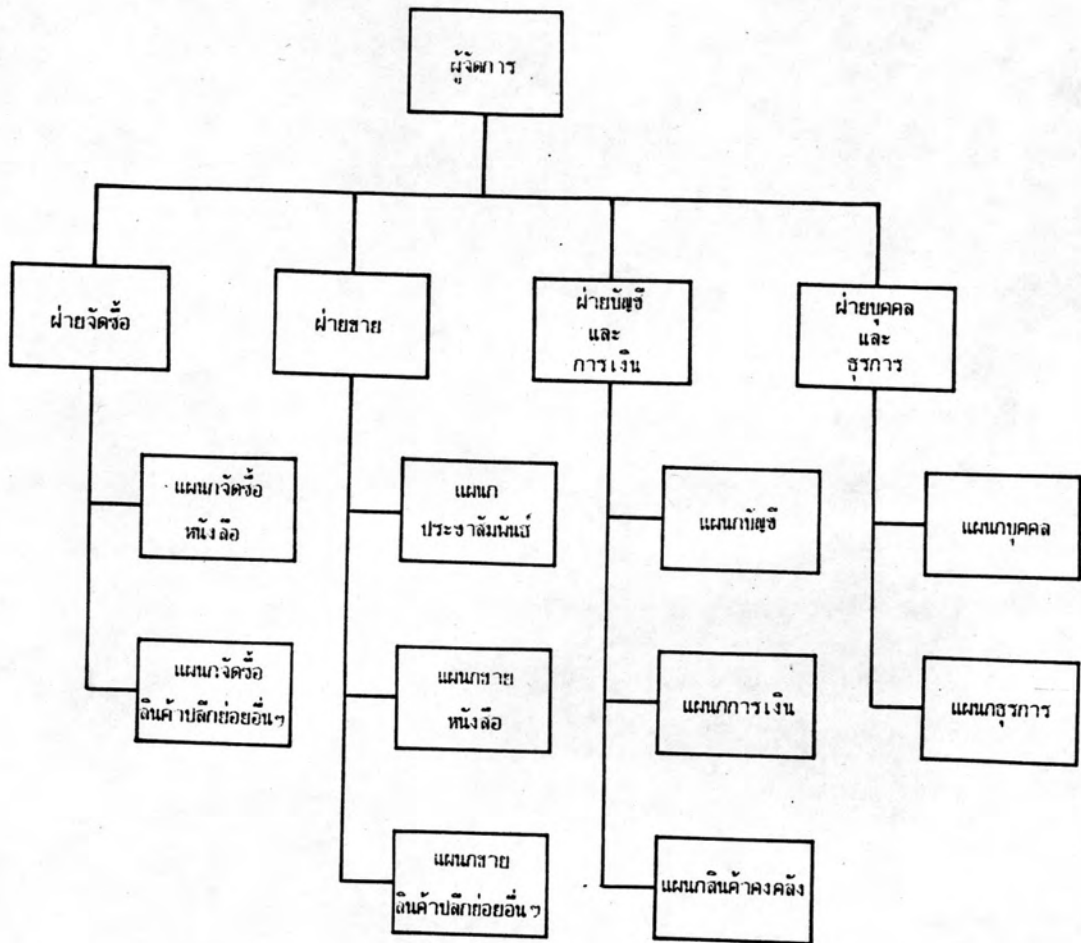 ผู้จัดการ
ฝ่ายจัดซื้อ
ฝ่ายขาย
ฝ่ายบัญชี
และ
การเงิน
ฝ่ายบุคคล
และ
ธุรการ
แผนกจัดซื้อ
หนังสือ
แผนก
ประชาสัมพันธ์
แผนกบัญชี
แผนกบุคคล
แผนกจัดซื้อ
สินค้าปลีกย่อยอื่นๆ
แผนกขาย
หนังสือ
แผนกการเงิน
แผนกธุรการ
แผนกขาย
สินค้าปลีกย่อยอื่นๆ
แผนกสินค้าคงคลัง